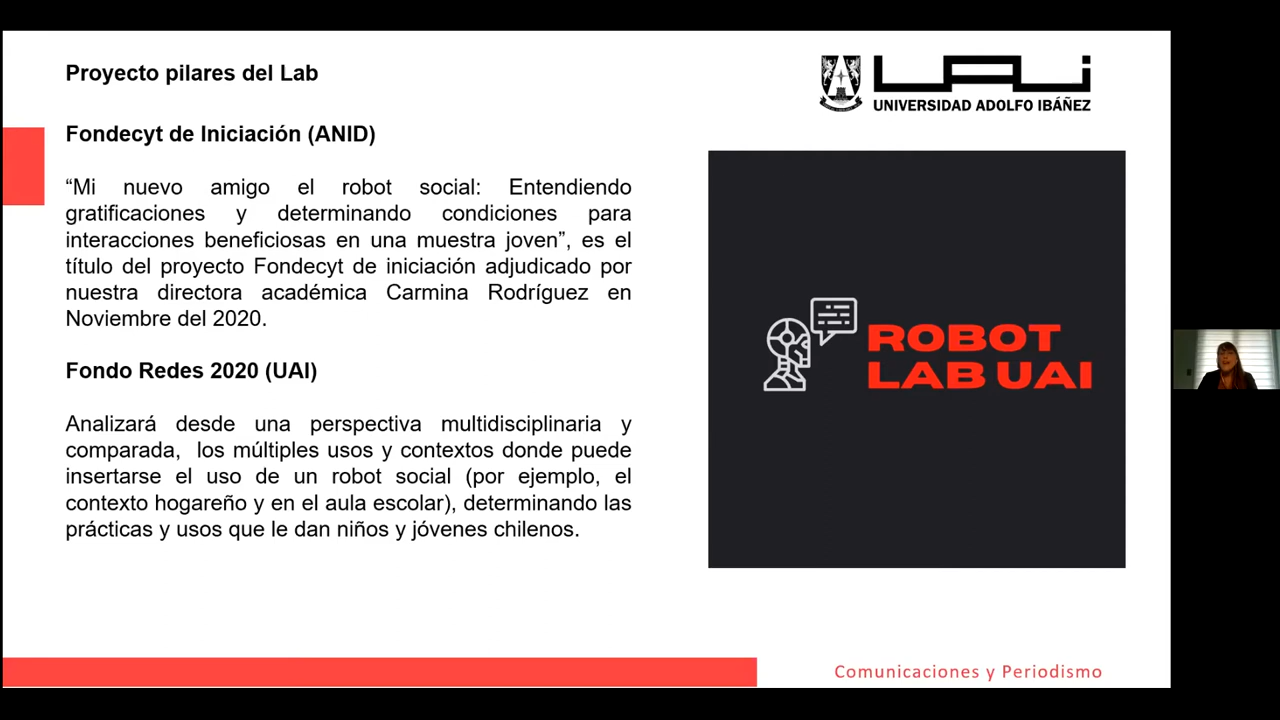 Proyecto pilares del Lab
Fondecyt de Iniciación (ANID)
“Mi nuevo amigo el robot social: Entendiendo
gratificaciones y determinando condiciones para
interacciones beneficiosas en una muestra joven”, es el
título del proyecto Fondecyt de iniciación adjudicado por
nuestra directora académica Carmina Rodríguez en
Noviembre del 2020.
Fondo Redes 2020 (UAI)
Analizará desde una perspectiva multidisciplinaria y
comparada, los múltiples usos y contextos donde puede
insertarse el uso de un robot social (por ejemplo, el
contexto hogareño y en el aula escolar), determinando las
prácticas y usos que le dan niños y jóvenes chilenos.
UAi
UNIVERSIDAD ADOLFO IBÁÑEZ
ROBOT
LAB UAI
Comunicaciones y Periodismo